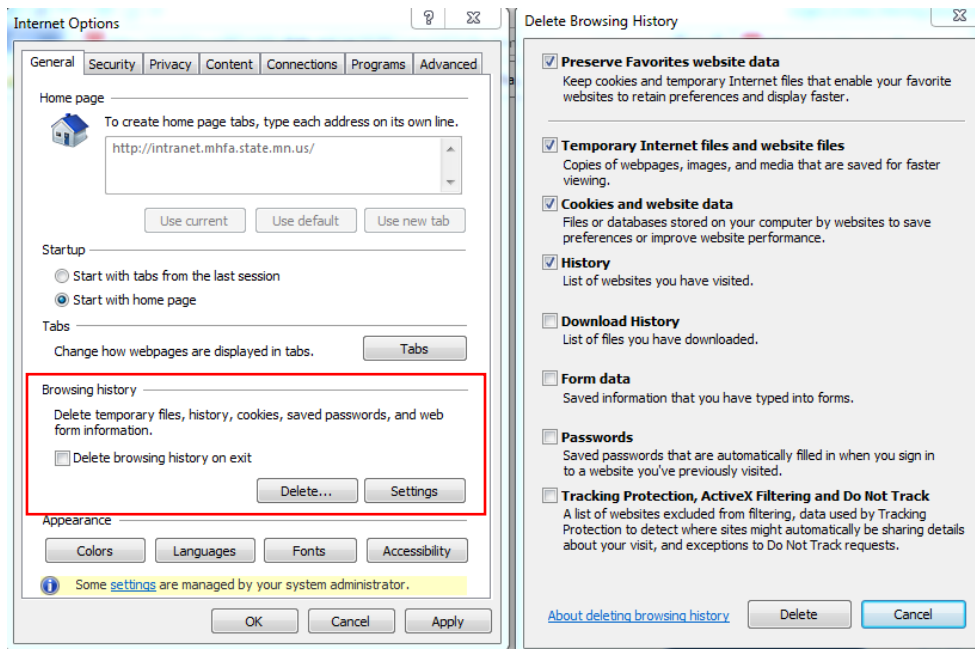 Internet Options
General Security Privacy Content Connections Programs Advanced
Home page
To create home page tabs, type each address on its own line.
http://intranet.mhfa.state.mn.us/
Use current Use default Use new tab
Startup
Start with tabs from the last session
Start with home page
Tabs
Change how webpages are displayed in tabs. Tabs
Browsing history
Delete temporary files, history, cookies, saved passwords, and web
form information.
Delete browsing history on exit
Delete... Settings
Appearance
Colors Languages Fonts Accessibility
Some settings are managed by your system administrator.
OK Cancel Apply
Delete Browsing History
Preserve Favorites website data
Keep cookies and temporary Internet files that enable your favorite
websites to retain preferences and display faster.
Temporary Internet files and website files
Copies of webpages, images, and media that are saved for faster
viewing.
Cookies and website data
Files or databases stored on your computer by websites to save
preferences or improve website performance.
History
List of websites you have visited.
Download History
List of files you have downloaded.
Form data
Saved information that you have typed into forms.
Passwords
Saved passwords that are automatically filled in when you sign in
to a website you've previously visited.
Tracking Protection, ActiveX Filtering and Do Not Track
A list of websites excluded from filtering, data used by Tracking
Protection to detect where sites might automatically be sharing details
about your visit, and exceptions to Do Not Track requests.
About deleting browsing history Delete Cancel